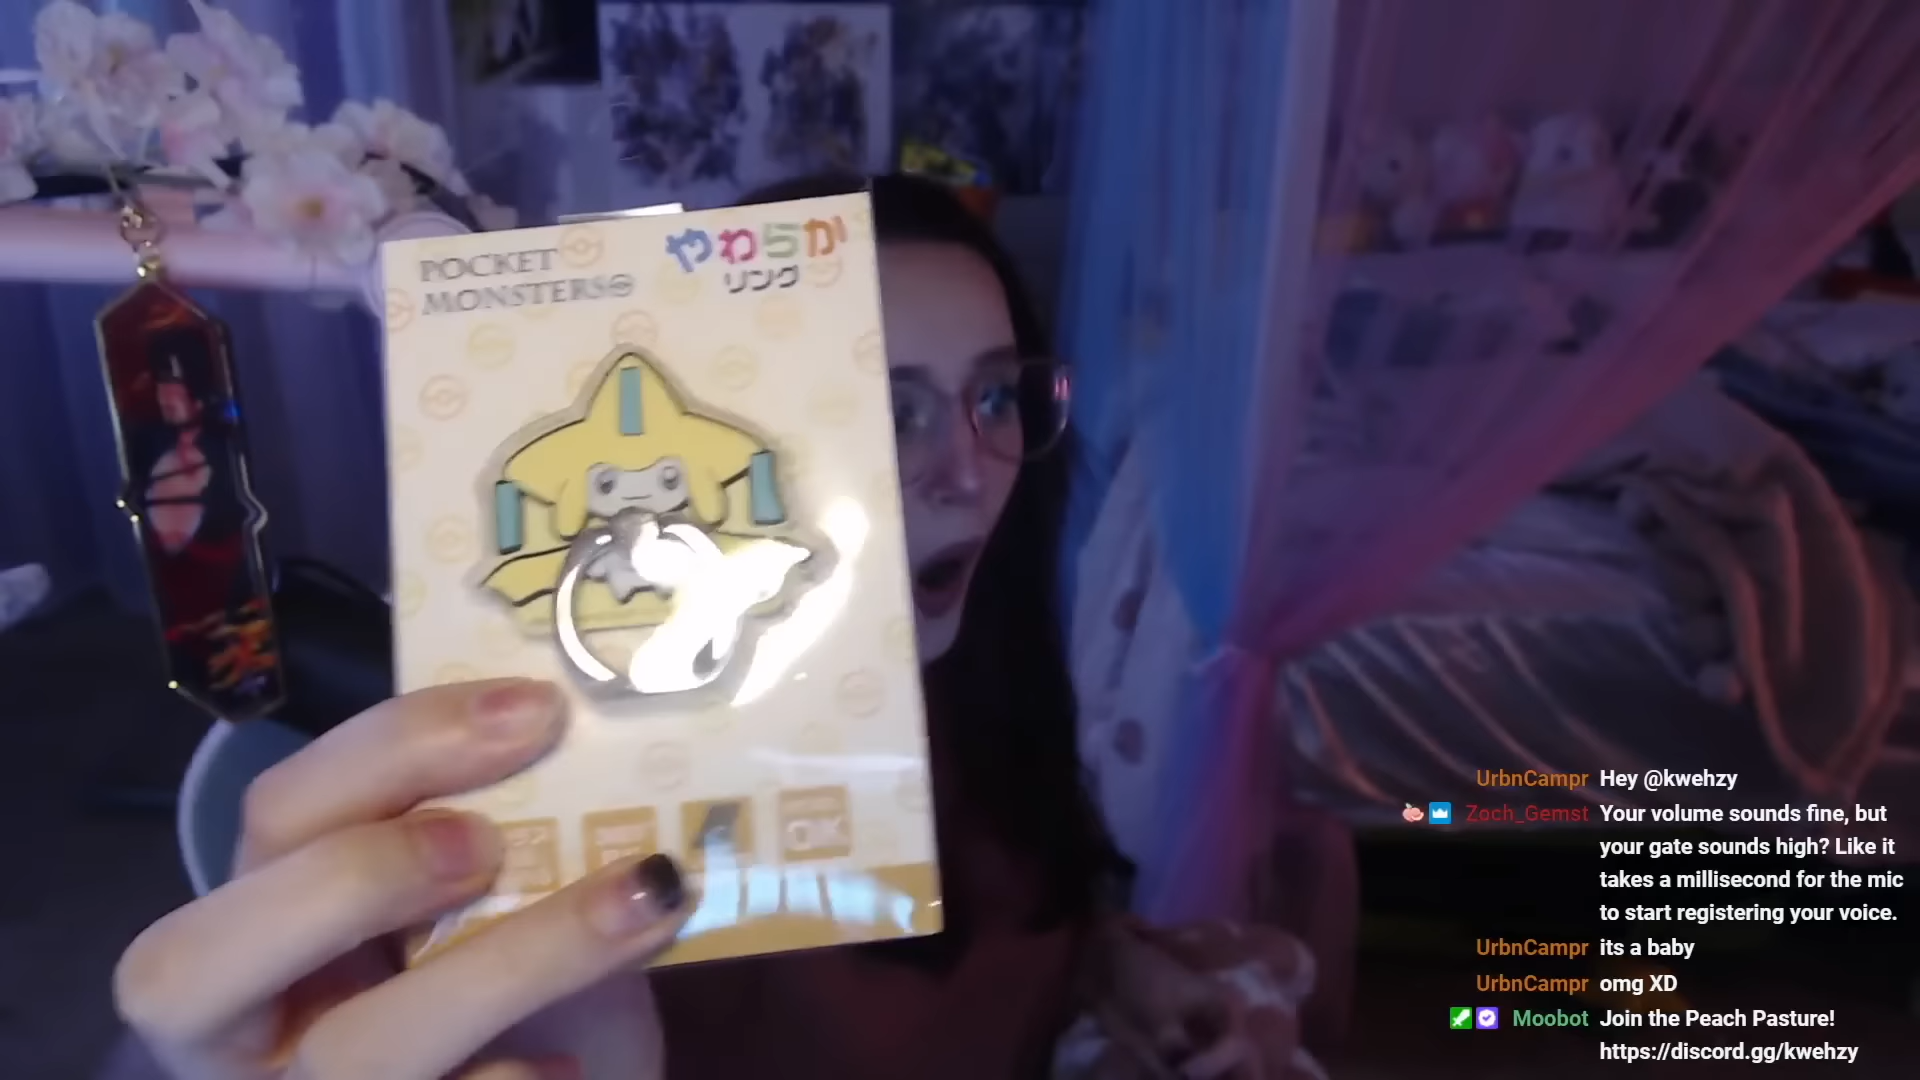 POCKET
MONSTERS
やわらか
リング
OK
UrbnCampr Hey @kwehzy
Zoch_Gemst Your volume sounds fine, but
your gate sounds high? Like it
takes a millisecond for the mic
to start registering your voice.
UrbnCampr its a baby
UrbnCampr omg XD
Moobot Join the Peach Pasture!
https://discord.gg/kwehzy